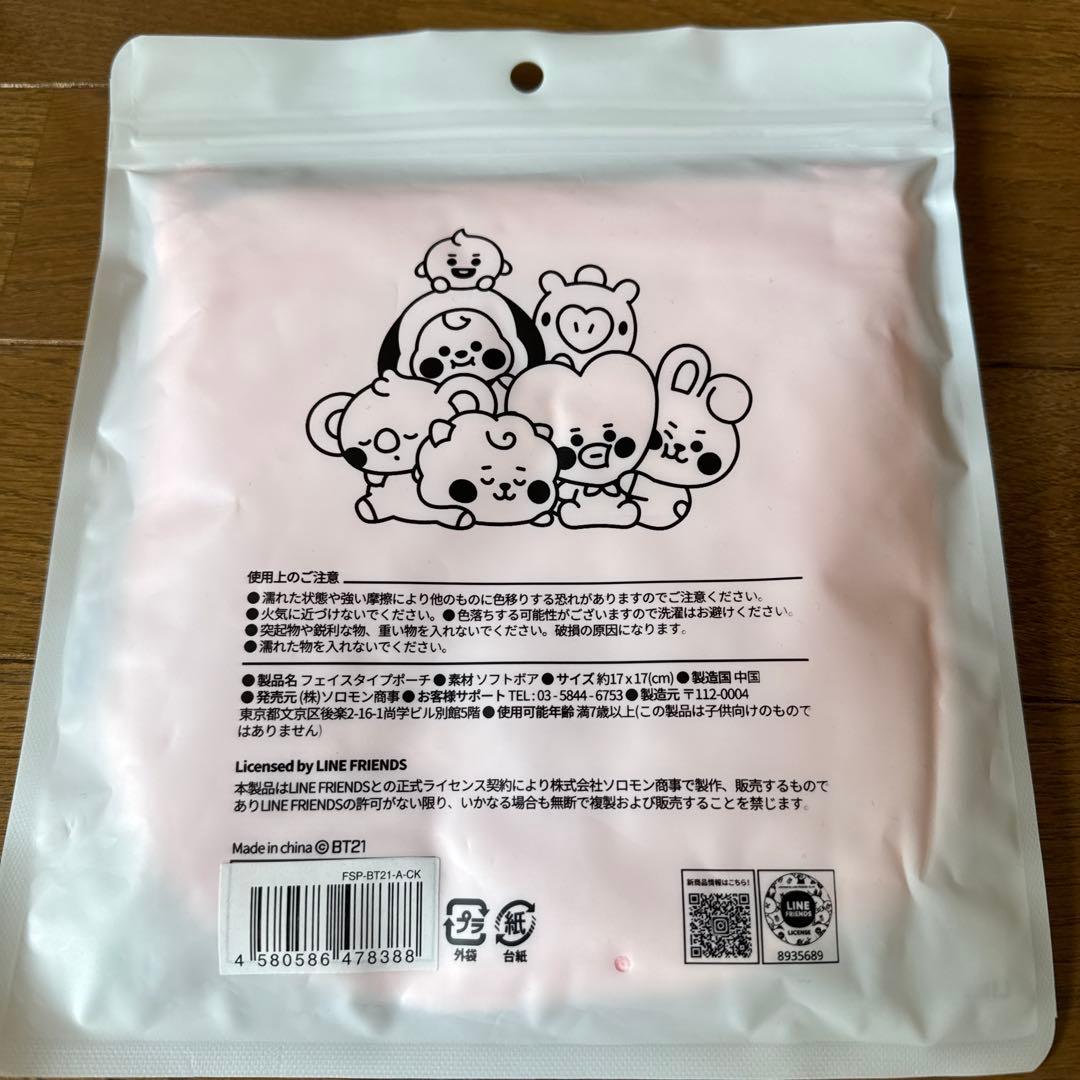 使用上のご注意
●濡れた状態や強い摩擦により他のものに色移りする恐れがありますのでご注意ください。
●火気に近づけないでください。●色落ちする可能性がございますので洗濯はお避けください。
●突起物や鋭利な物、重い物を入れないでください。破損の原因になります。
●濡れた物を入れないでください。
●製品名 フェイスタイプポーチ ●素材 ソフトボア ●サイズ 約17 x 17(cm) ●製造国 中国
●発売元 (株)ソロモン商事 ●お客様サポート TEL : 03 - 5844 - 6753 ●製造元 〒112-0004
東京都文京区後楽2-16-1尚学ビル別館5階 ●使用可能年齢 満7歳以上(この製品は子供向けのもので
はありません)
Licensed by LINE FRIENDS
本製品はLINE FRIENDSとの正式ライセンス契約により株式会社ソロモン商事で製作、販売するもので
ありLINE FRIENDSの許可がない限り、いかなる場合も無断で複製および販売することを禁じます。
Made in china © BT21
FSP-BT21-A-CK
4 580586 478388
プラ
外袋
紙
台紙
新商品情報はこちら!
LINE
FRIENDS
LICENSE
8935689